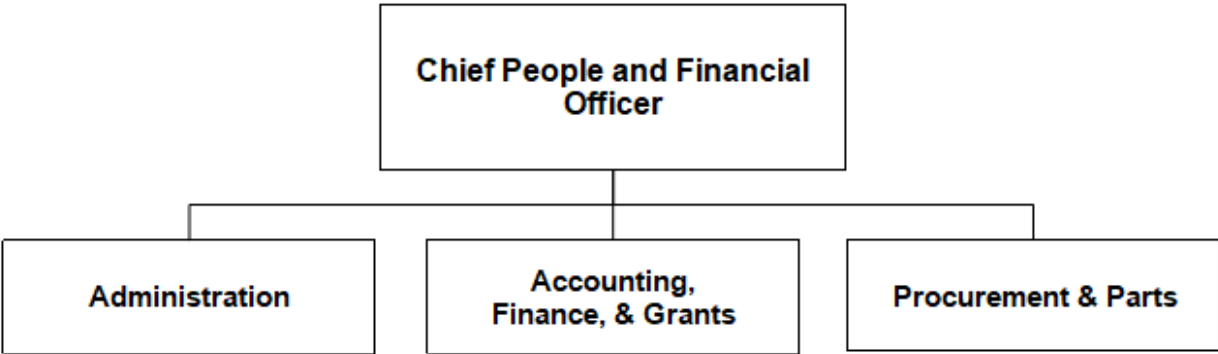 Chief People and Financial
Officer
Administration
Accounting,
Finance, & Grants
Procurement & Parts